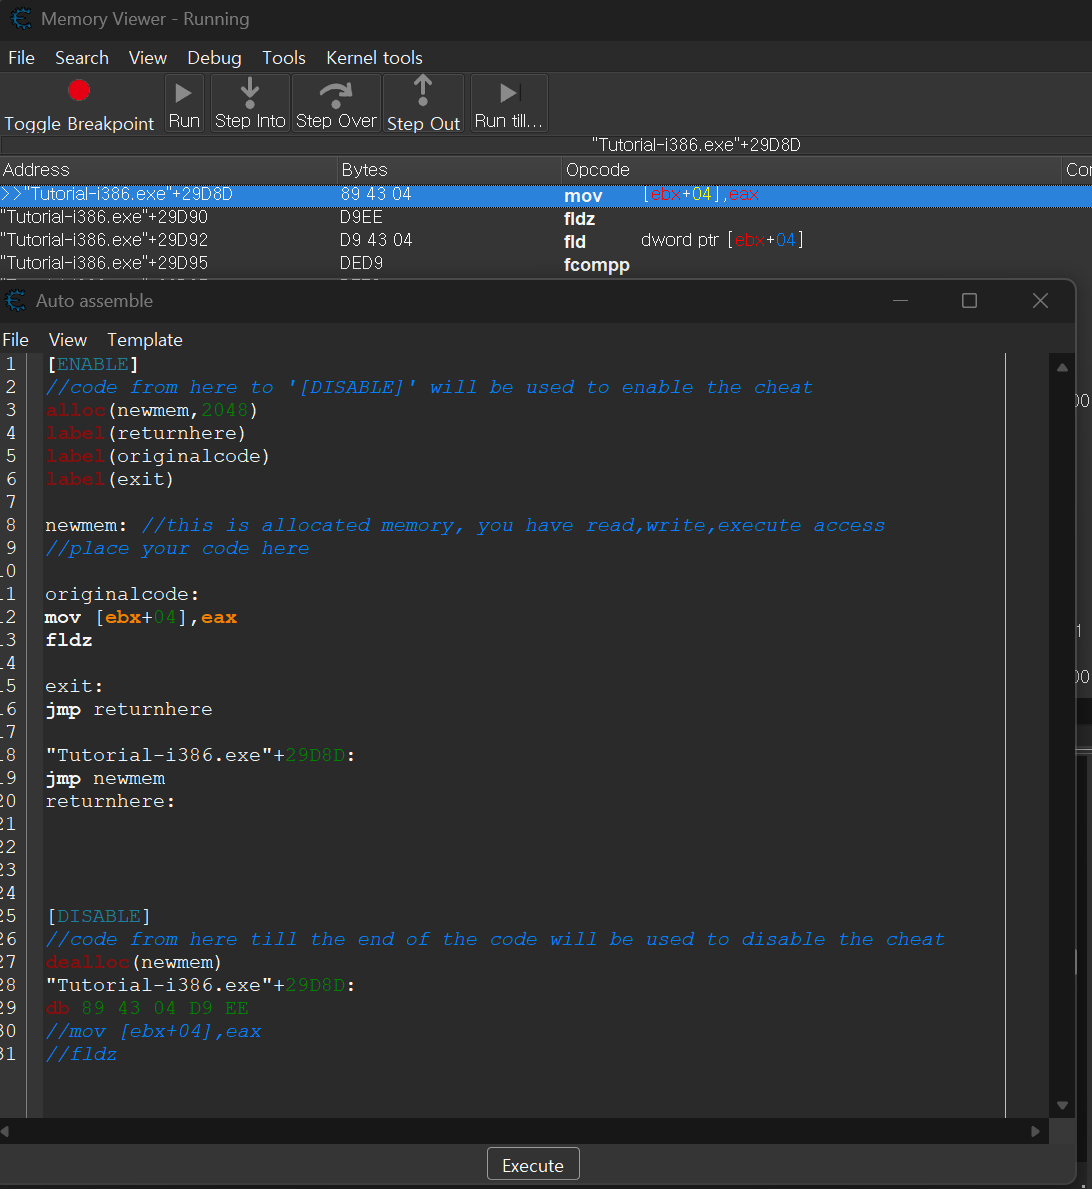 Memory Viewer - Running
File Search View Debug Tools Kernel tools
Toggle Breakpoint Run Step Into Step Over Step Out Run till...
"Tutorial-i386.exe"+29D8D
Address Bytes Opcode
>>"Tutorial-i386.exe"+29D8D 89 43 04 mov [ebx+04],eax
"Tutorial-i386.exe"+29D90 D9EE fldz
"Tutorial-i386.exe"+29D92 D9 43 04 fld dword ptr [ebx+04]
"Tutorial-i386.exe"+29D95 DED9 fcompp
Auto assemble
File View Template
1 [ENABLE]
2 //code from here to '[DISABLE]' will be used to enable the cheat
3 alloc(newmem,2048)
4 label(returnhere)
5 label(originalcode)
6 label(exit)
7
8 newmem: //this is allocated memory, you have read,write,execute access
9 //place your code here
10
11 originalcode:
12 mov [ebx+04],eax
13 fldz
14
15 exit:
16 jmp returnhere
17
18 "Tutorial-i386.exe"+29D8D:
19 jmp newmem
20 returnhere:
21
22
23
24
25 [DISABLE]
26 //code from here till the end of the code will be used to disable the cheat
27 dealloc(newmem)
28 "Tutorial-i386.exe"+29D8D:
29 db 89 43 04 D9 EE
30 //mov [ebx+04],eax
31 //fldz
Execute